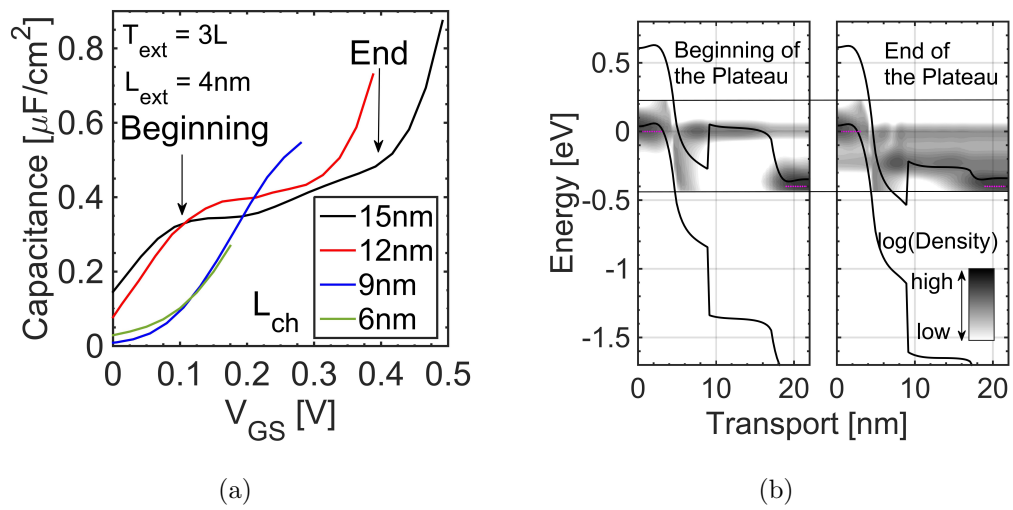 T_ext = 3L
L_ext = 4nm
Beginning
End
15nm
12nm
9nm
6nm
L_ch
Capacitance [μF/cm²]
0.8
0.6
0.4
0.2
0
0
0.1
0.2
0.3
0.4
0.5
V_GS [V]
(a)
Beginning of
the Plateau
End of
the Plateau
log(Density)
high
low
Energy [eV]
0.5
0
-0.5
-1
-1.5
0
10
20
0
10
20
Transport [nm]
(b)